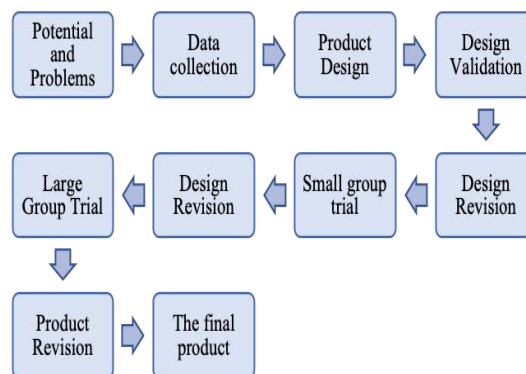 Potential
and
Problems
Data
collection
Product
Design
Design
Validation
Design
Revision
Small group
trial
Design
Revision
Large
Group Trial
Product
Revision
The final
product